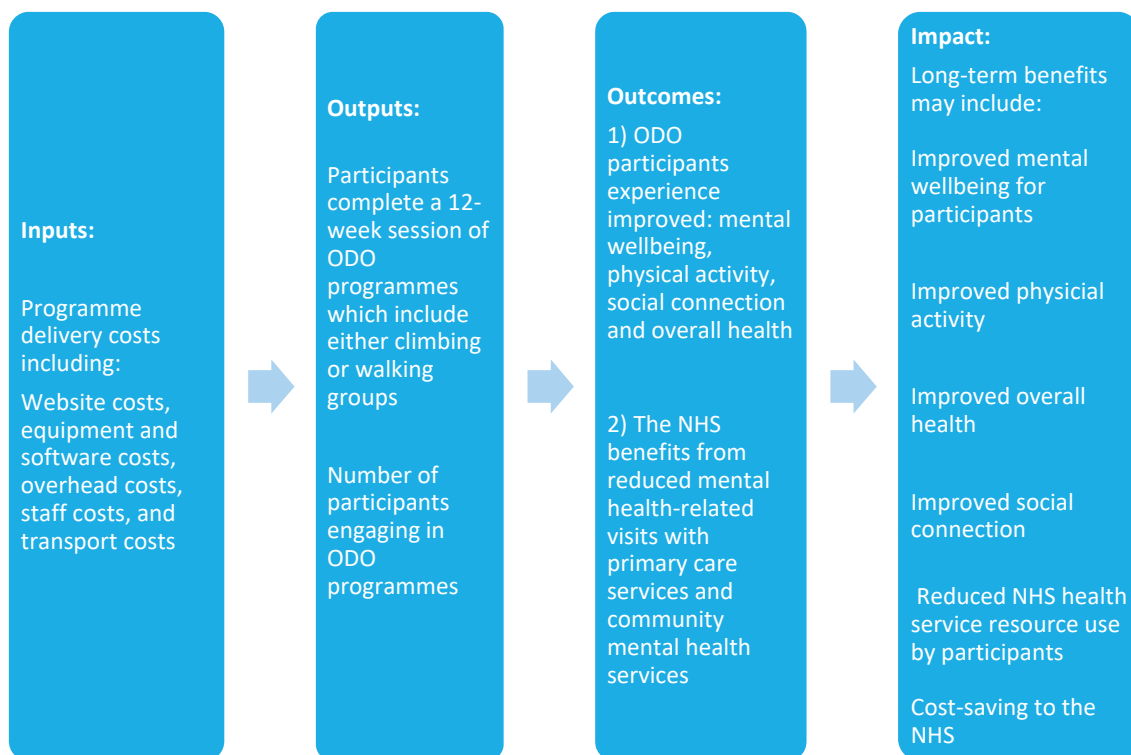 Inputs:
Programme
delivery costs
including:
Website costs,
equipment and
software costs,
overhead costs,
staff costs, and
transport costs
Outputs:
Participants
complete a 12-
week session of
ODO
programmes
which include
either climbing
or walking
groups
Number of
participants
engaging in
ODO
programmes
Outcomes:
1) ODO
participants
experience
improved: mental
wellbeing,
physical activity,
social connection
and overall health
2) The NHS
benefits from
reduced mental
health-related
visits with
primary care
services and
community
mental health
services
Impact:
Long-term benefits
may include:
Improved mental
wellbeing for
participants
Improved physicial
activity
Improved overall
health
Improved social
connection
Reduced NHS health
service resource use
by participants
Cost-saving to the
NHS